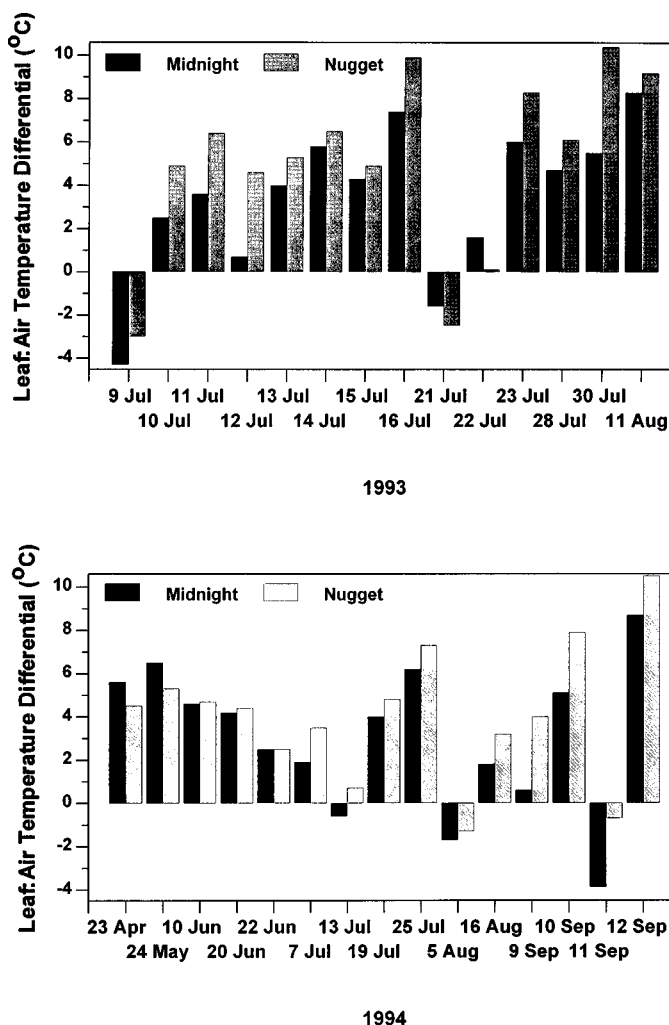 Leaf:Air Temperature Differential (°C)
10
8
6
4
2
0
-2
-4
Midnight Nugget
9 Jul 11 Jul 13 Jul 15 Jul 21 Jul 23 Jul 30 Jul
10 Jul 12 Jul 14 Jul 16 Jul 22 Jul 28 Jul 11 Aug
1993
Leaf:Air Temperature Differential (°C)
10
8
6
4
2
0
-2
-4
Midnight Nugget
23 Apr 10 Jun 22 Jun 13 Jul 25 Jul 16 Aug 10 Sep 12 Sep
24 May 20 Jun 7 Jul 19 Jul 5 Aug 9 Sep 11 Sep
1994